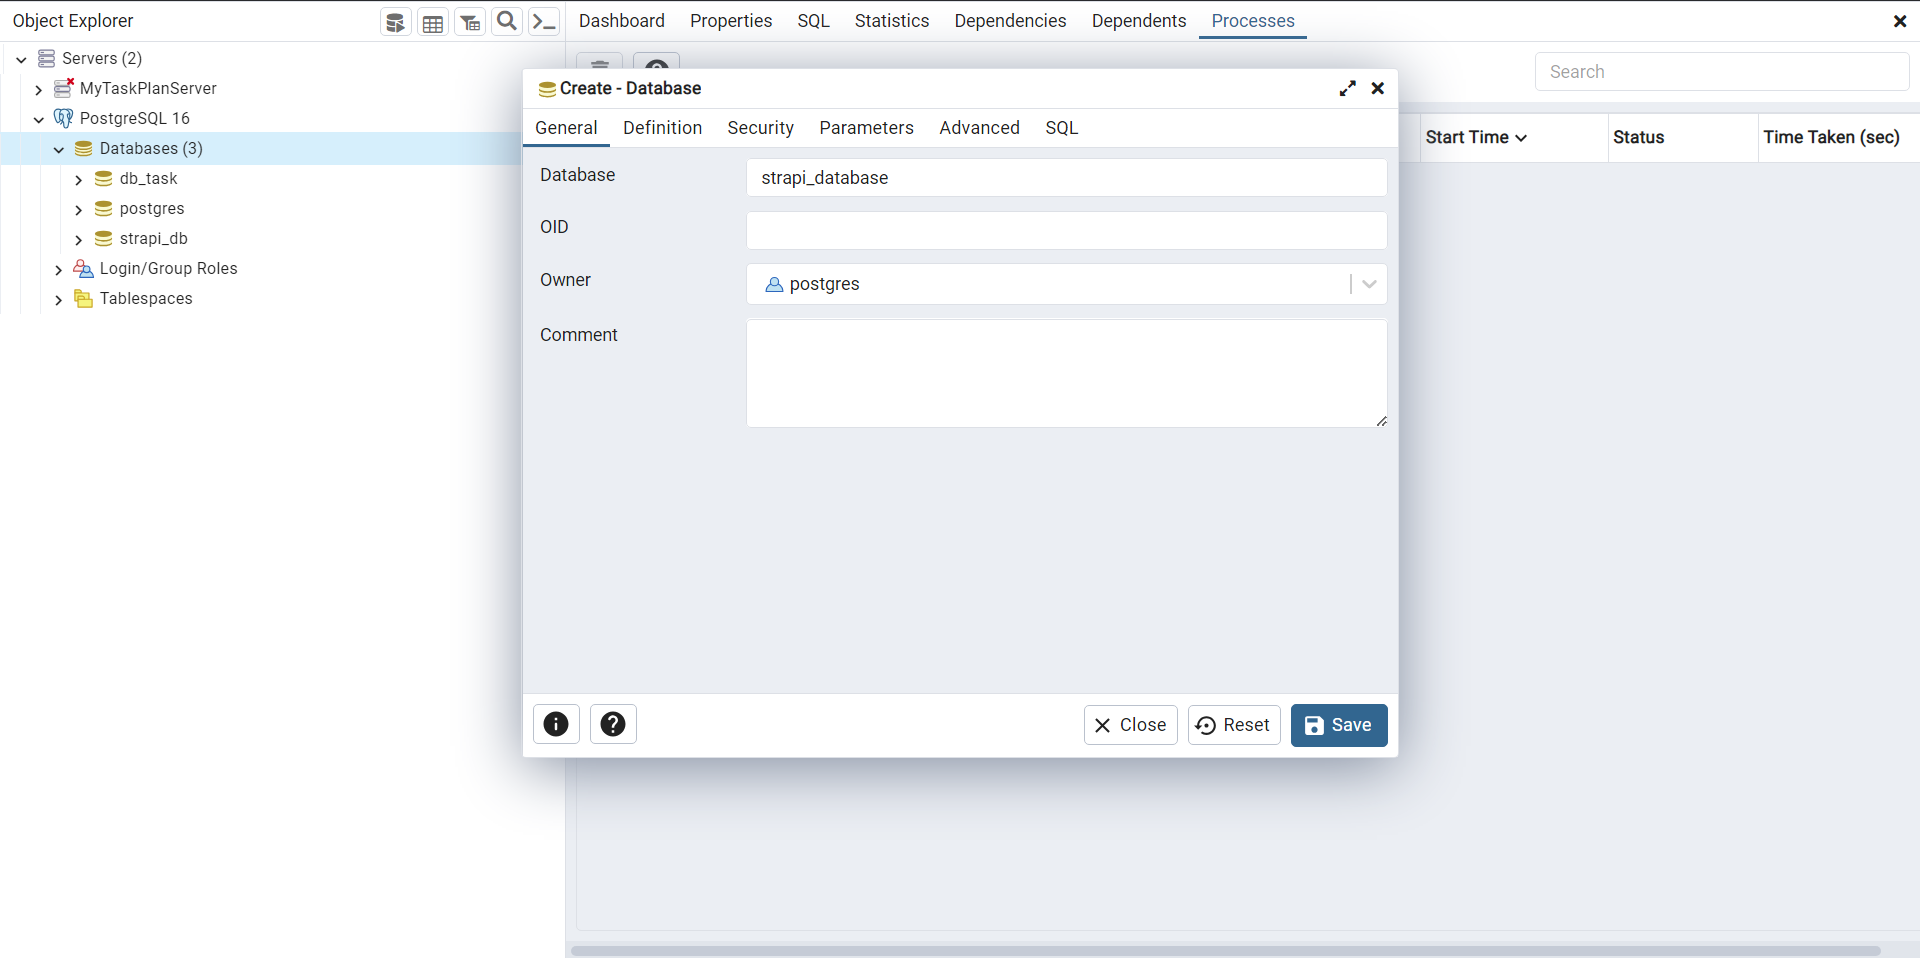 Object Explorer
Dashboard Properties SQL Statistics Dependencies Dependents Processes
Servers (2)
MyTaskPlanServer
PostgreSQL 16
Databases (3)
db_task
postgres
strapi_db
Login/Group Roles
Tablespaces
Search
Start Time Status Time Taken (sec)
Create - Database
General Definition Security Parameters Advanced SQL
Database strapi_database
OID
Owner postgres
Comment
Close Reset Save